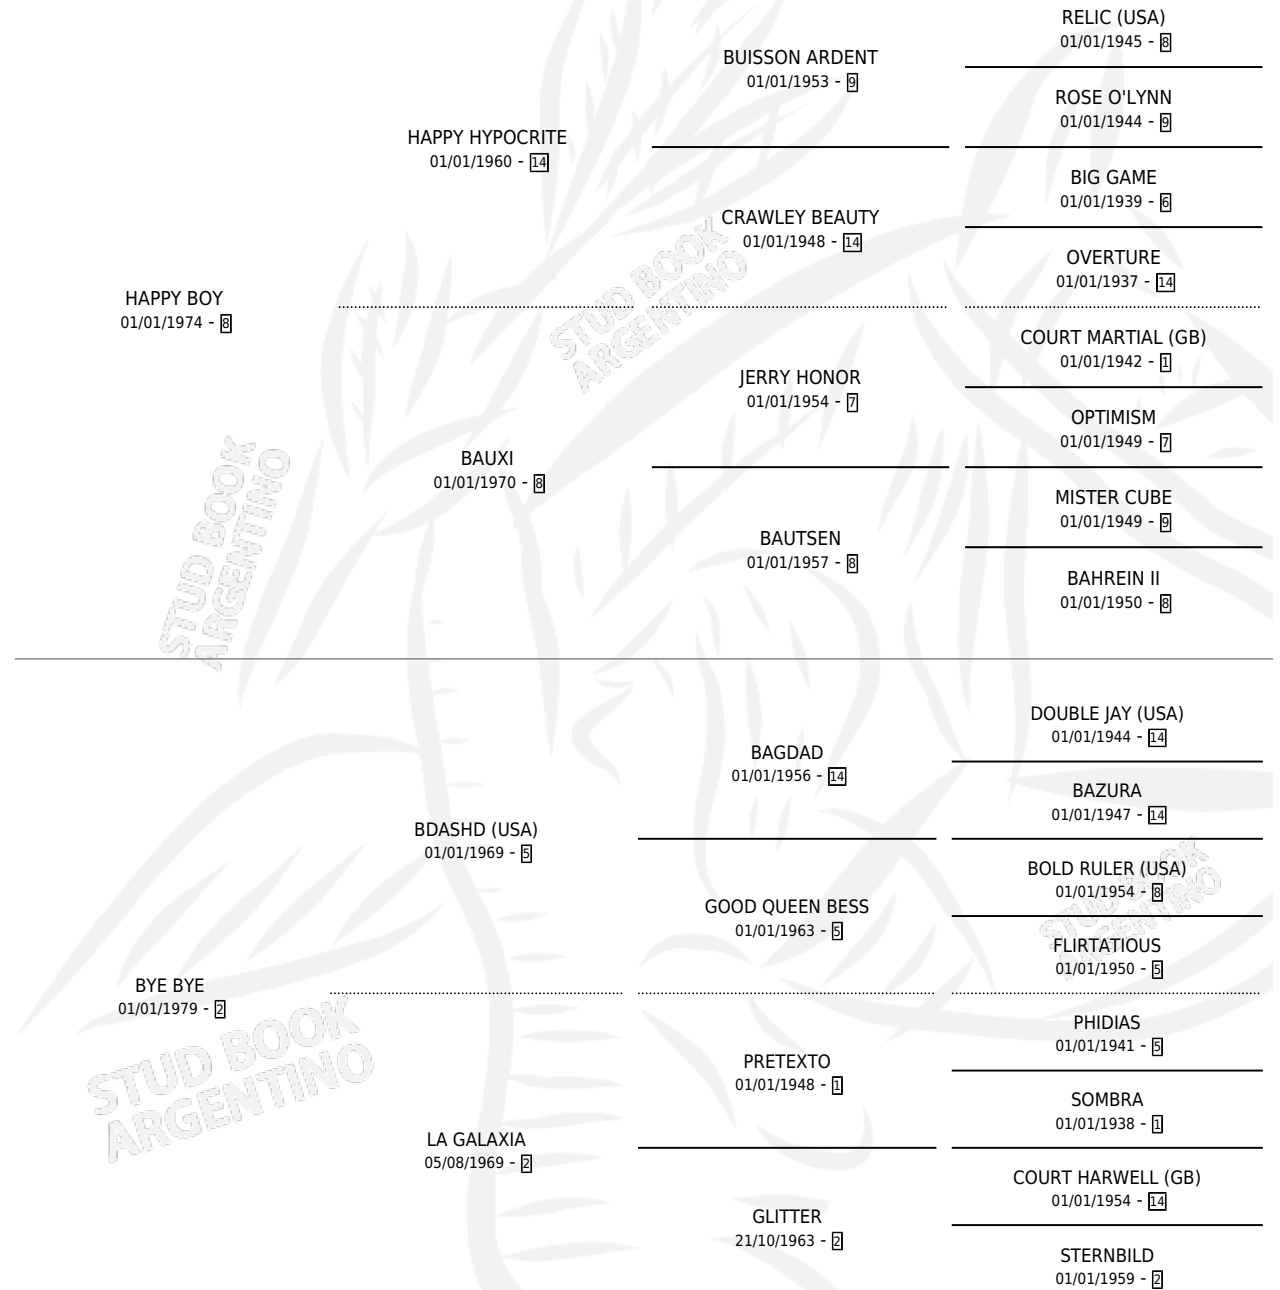 RELIC (USA)
01/01/1945 - 8
BUISSON ARDENT
01/01/1953 - 9
ROSE O'LYNN
01/01/1944 - 9
HAPPY HYPOCRITE
01/01/1960 - 14
BIG GAME
01/01/1939 - 6
CRAWLEY BEAUTY
01/01/1948 - 14
OVERTURE
01/01/1937 - 14
HAPPY BOY
01/01/1974 - 8
COURT MARTIAL (GB)
01/01/1942 - 1
JERRY HONOR
01/01/1954 - 7
OPTIMISM
01/01/1949 - 7
BAUXI
01/01/1970 - 8
MISTER CUBE
01/01/1949 - 9
BAUTSEN
01/01/1957 - 8
BAHREIN II
01/01/1950 - 8
STUD BOOK
ARGENTINO
STUD BOOK
ARGENTINO
DOUBLE JAY (USA)
01/01/1944 - 14
BAGDAD
01/01/1956 - 14
BAZURA
01/01/1947 - 14
BDASHD (USA)
01/01/1969 - 5
BOLD RULER (USA)
01/01/1954 - 8
GOOD QUEEN BESS
01/01/1963 - 5
FLIRTATIOUS
01/01/1950 - 5
BYE BYE
01/01/1979 - 2
PHIDIAS
01/01/1941 - 5
PRETEXTO
01/01/1948 - 1
SOMBRA
01/01/1938 - 1
LA GALAXIA
05/08/1969 - 2
COURT HARWELL (GB)
01/01/1954 - 14
GLITTER
21/10/1963 - 2
STERNBILD
01/01/1959 - 2
STUD BOOK
ARGENTINO
STUD BOOK
ARGENTINO